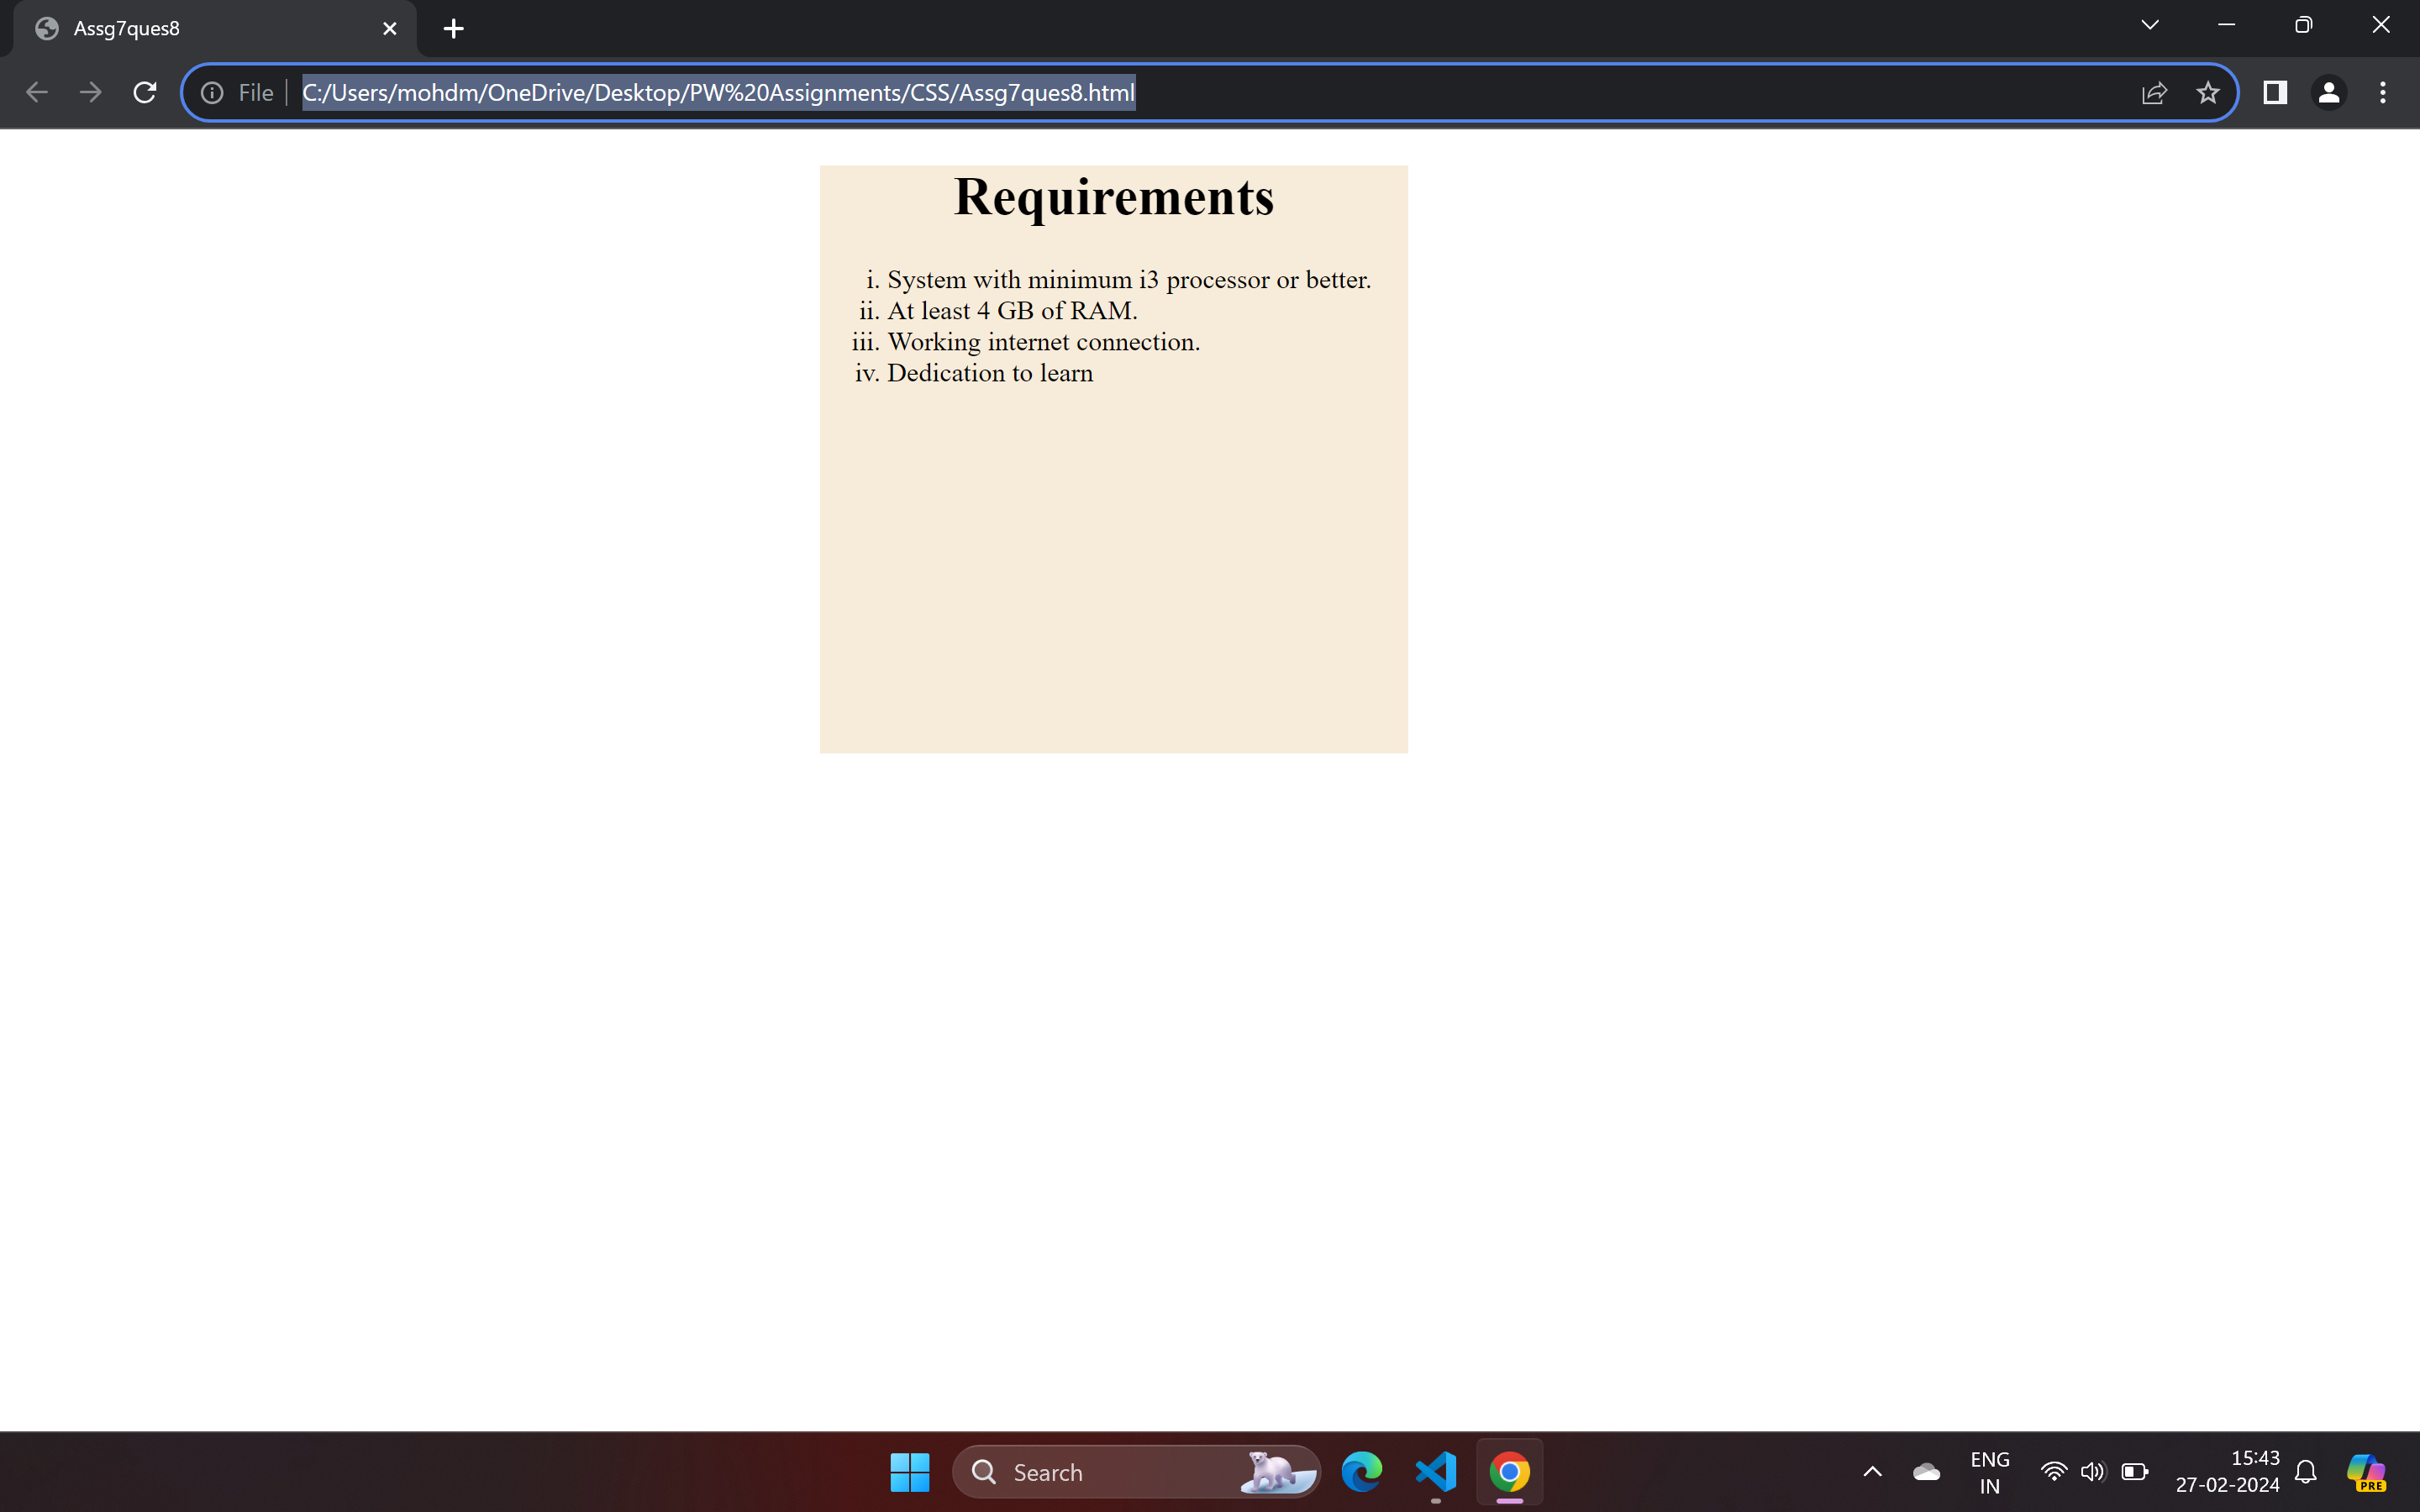 Assg7ques8
File C:/Users/mohdm/OneDrive/Desktop/PW%20Assignments/CSS/Assg7ques8.html
Requirements
i. System with minimum i3 processor or better.
ii. At least 4 GB of RAM.
iii. Working internet connection.
iv. Dedication to learn
Search
ENG
IN
15:43
27-02-2024
PRE